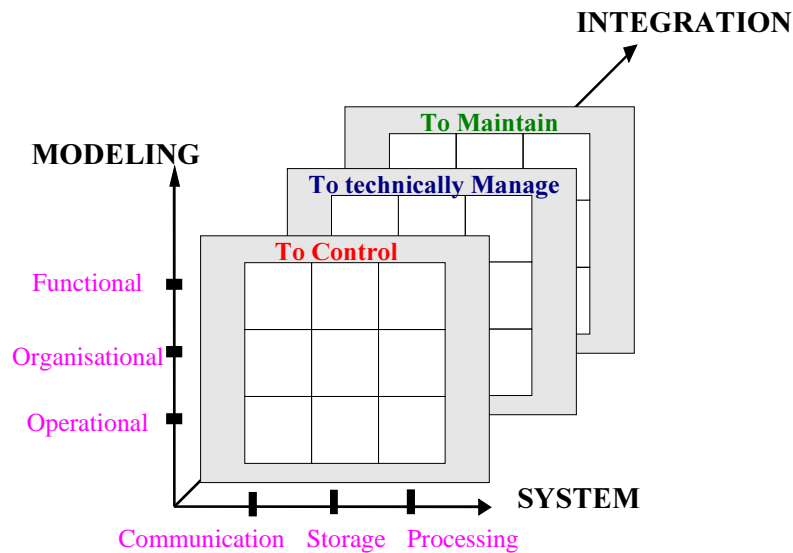 INTEGRATION
To Maintain
MODELING
To technically Manage
To Control
Functional
Organisational
Operational
SYSTEM
Communication Storage Processing